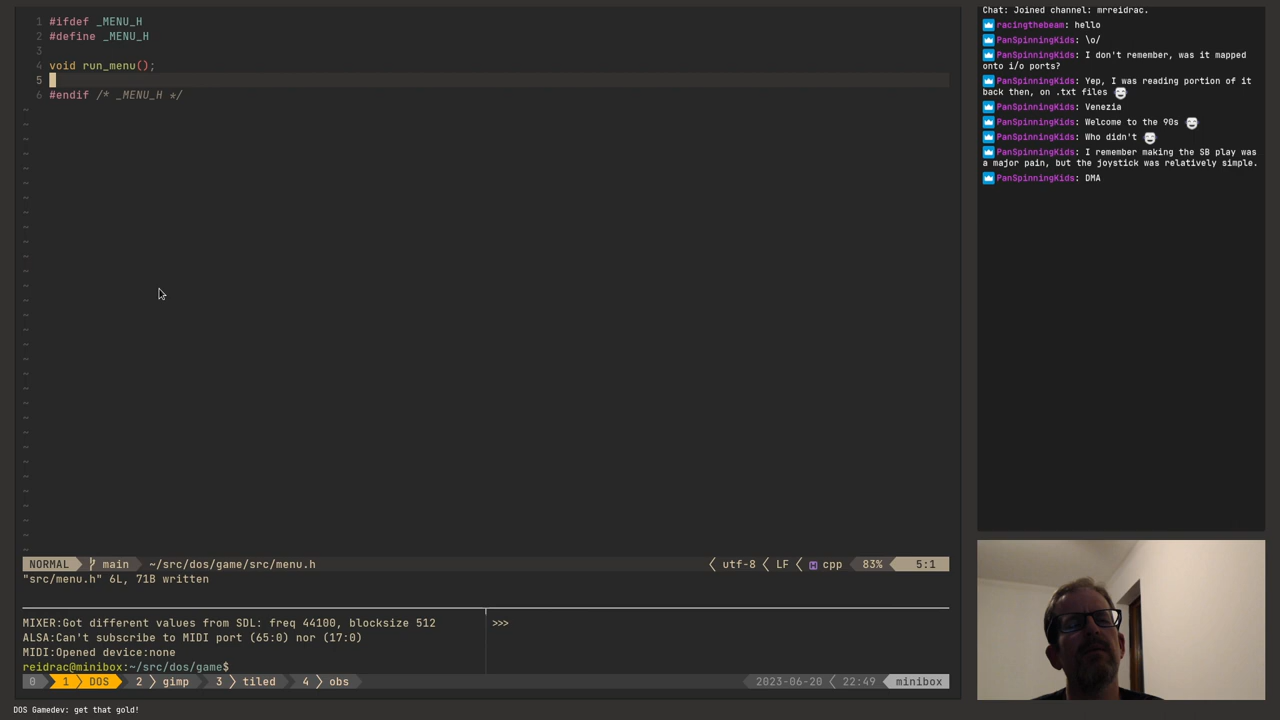 1 #ifdef _MENU_H
2 #define _MENU_H
3
4 void run_menu();
5
6 #endif /* _MENU_H */
NORMAL main ~/src/dos/game/src/menu.h utf-8 LF cpp 83% 5:1
"src/menu.h" 6L, 71B written
MIXER:Got different values from SDL: freq 44100, blocksize 512
ALSA:Can't subscribe to MIDI port (65:0) nor (17:0)
MIDI:Opened device:none
reidrac@minibox:~/src/dos/game$
>>>
0 1 DOS 2 gimp 3 tiled 4 obs 2023-06-20 22:49 minibox
DOS Gamedev: get that gold!
Chat: Joined channel: mrreidrac.
racingthebeam: hello
PanSpinningKids: \o/
PanSpinningKids: I don't remember, was it mapped
onto i/o ports?
PanSpinningKids: Yep, I was reading portion of it
back then, on .txt files
PanSpinningKids: Venezia
PanSpinningKids: Welcome to the 90s
PanSpinningKids: Who didn't
PanSpinningKids: I remember making the SB play was
a major pain, but the joystick was relatively simple.
PanSpinningKids: DMA